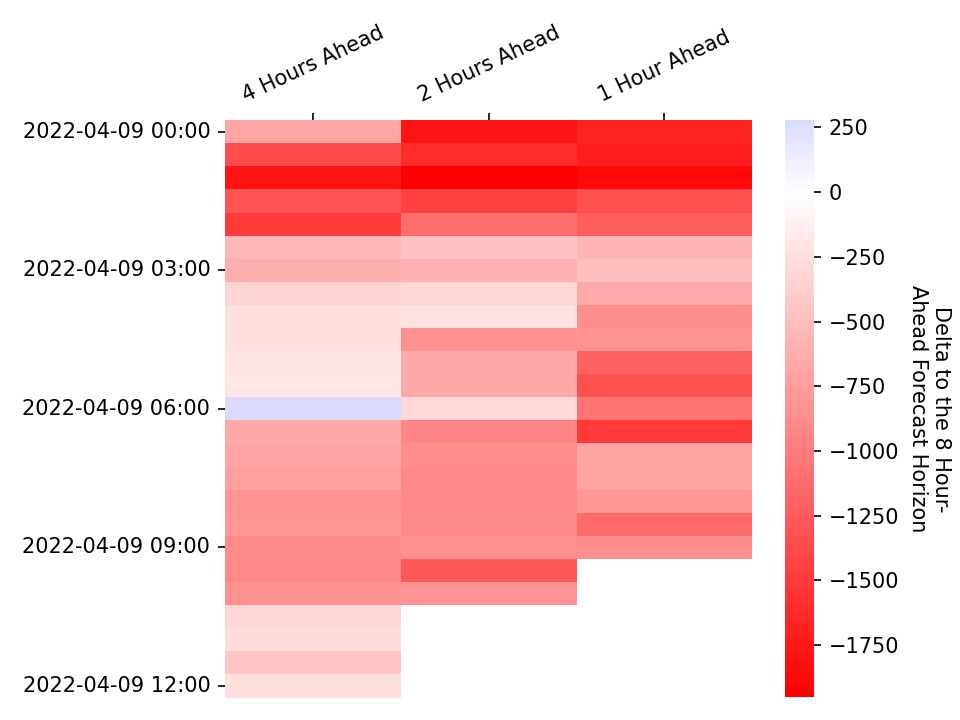 4 Hours Ahead
2 Hours Ahead
1 Hour Ahead
2022-04-09 00:00
2022-04-09 03:00
2022-04-09 06:00
2022-04-09 09:00
2022-04-09 12:00
250
0
−250
−500
−750
−1000
−1250
−1500
−1750
Delta to the 8 Hour-
Ahead Forecast Horizon